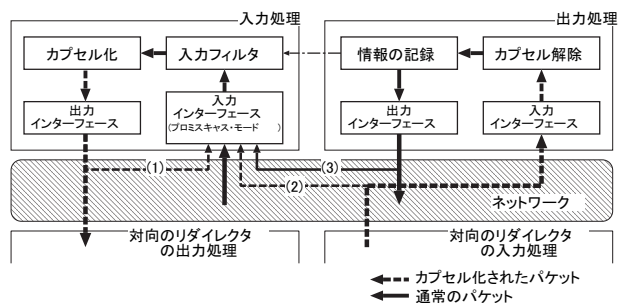 入力処理
出力処理
カプセル化
入力フィルタ
情報の記録
カプセル解除
出力
インターフェース
入力
インターフェース
(プロミスキャス・モード )
出力
インターフェース
入力
インターフェース
(1)
(2)
(3)
ネットワーク
対向のリダイレクタ
の出力処理
対向のリダイレクタ
の入力処理
カプセル化されたパケット
通常のパケット